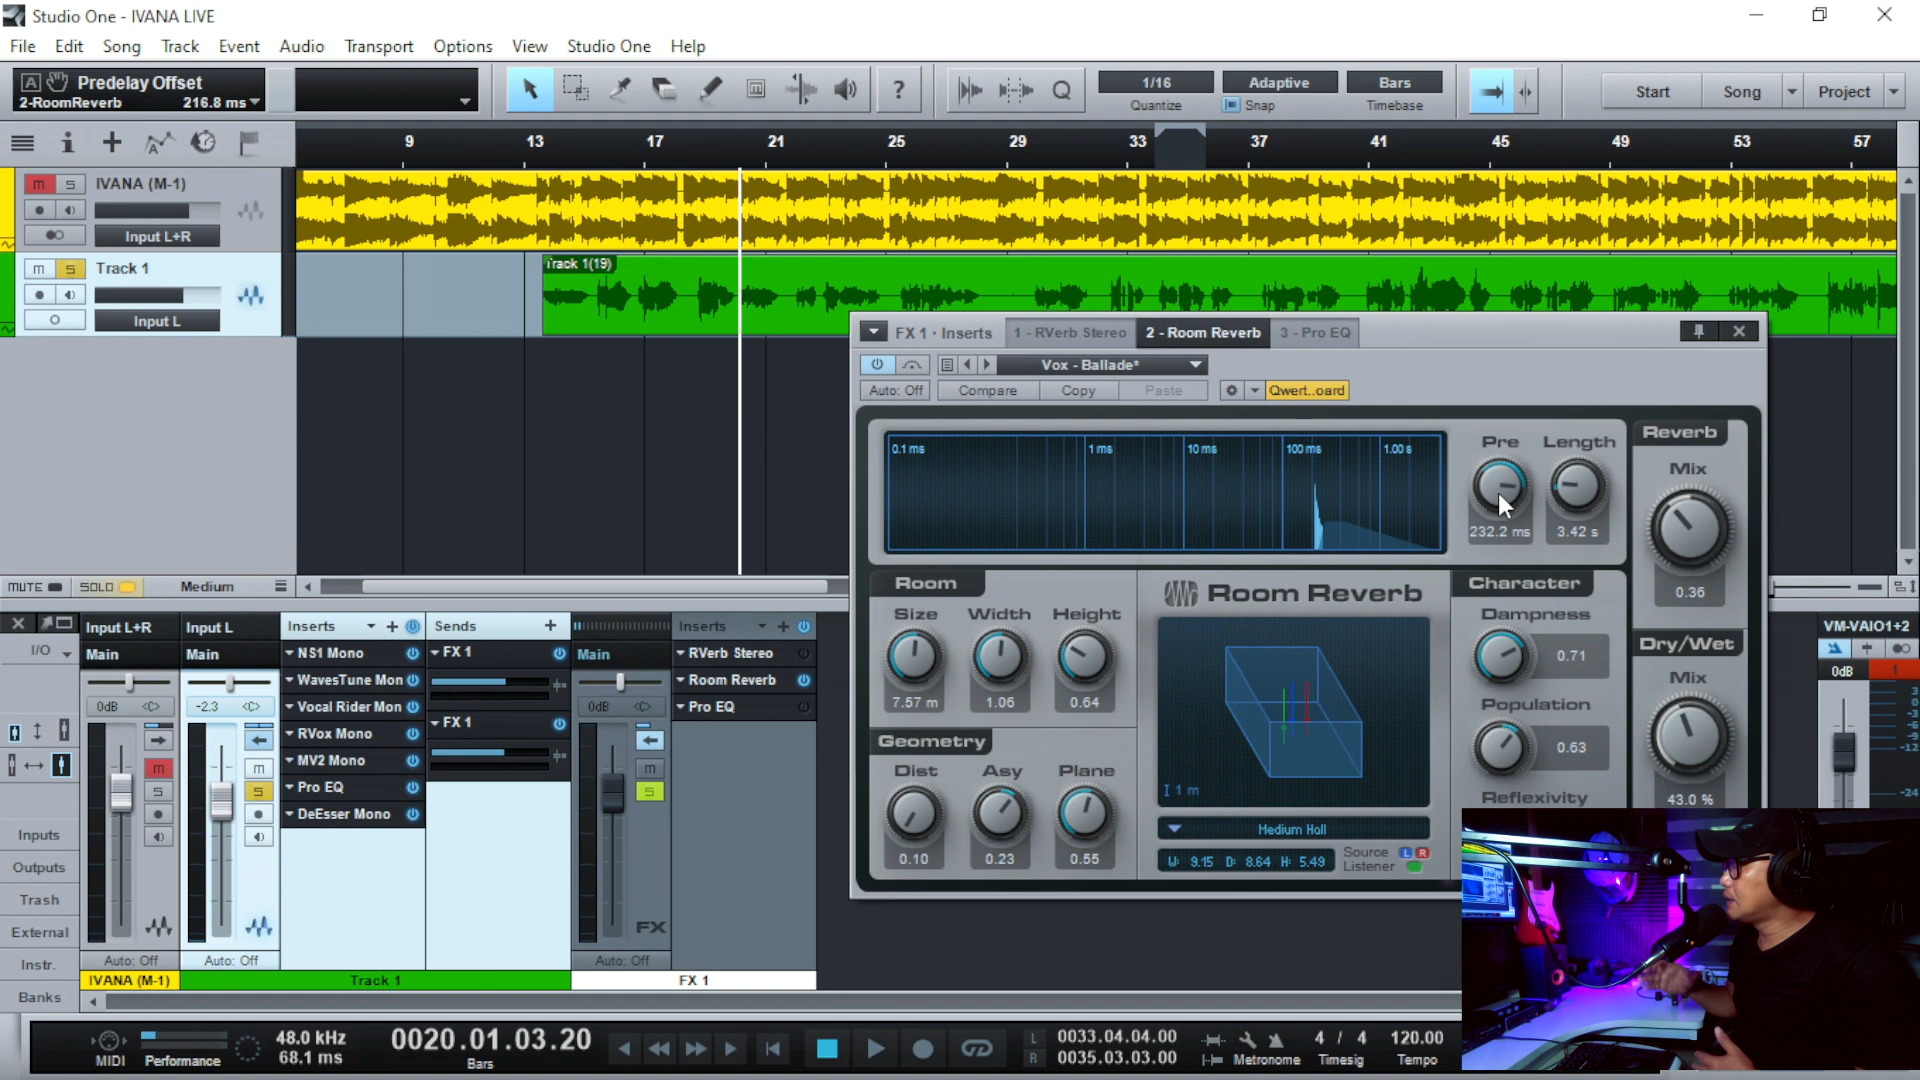 Studio One - IVANA LIVE
File Edit Song Track Event Audio Transport Options View Studio One Help
A Predelay Offset
2-RoomReverb 216.8 ms
?
Q
1/16
Quantize
Adaptive
Snap
Bars
Timebase
Start Song Project
9 13 17 21 25 29 33 37 41 45 49 53 57
M S IVANA (M-1)
Input L+R
M S Track 1
Input L
Track 1(19)
FX 1 · Inserts 1 - RVerb Stereo 2 - Room Reverb 3 - Pro EQ
Vox - Ballade*
Auto: Off Compare Copy Paste Qwert..oard
0.1 ms 1 ms 10 ms 100 ms 1.00 s
Pre Length
232.2 ms 3.42 s
Reverb
Mix
0.36
Room
Size Width Height
7.57 m 1.06 0.64
Room Reverb
Character
Dampness
0.71
Population
0.63
Reflexivity
Dry/Wet
Mix
43.0 %
Geometry
Dist Asy Plane
0.10 0.23 0.55
1 m
Medium Hall
W: 9.15 D: 8.64 H: 5.49
Source L R
Listener
MUTE SOLO Medium
I/O
Inputs
Outputs
Trash
External
Instr.
Banks
Input L+R
Main
0dB <C>
M
S
Auto: Off
IVANA (M-1)
Input L
Main
-2.3 <C>
M
S
Auto: Off
Inserts
NS1 Mono
WavesTune Mon
Vocal Rider Mon
RVox Mono
MV2 Mono
Pro EQ
DeEsser Mono
Track 1
Sends
FX 1
FX 1
Main
0dB <C>
M
S
FX
Auto: Off
Inserts
RVerb Stereo
Room Reverb
Pro EQ
FX 1
VM-VAIO1+2
0dB 1
3
0
-3
-6
-9
-12
-24
MIDI
Performance
48.0 kHz
68.1 ms
0020.01.03.20
Bars
L 0033.04.04.00
R 0035.03.03.00
Metronome
4 / 4
Timesig
120.00
Tempo